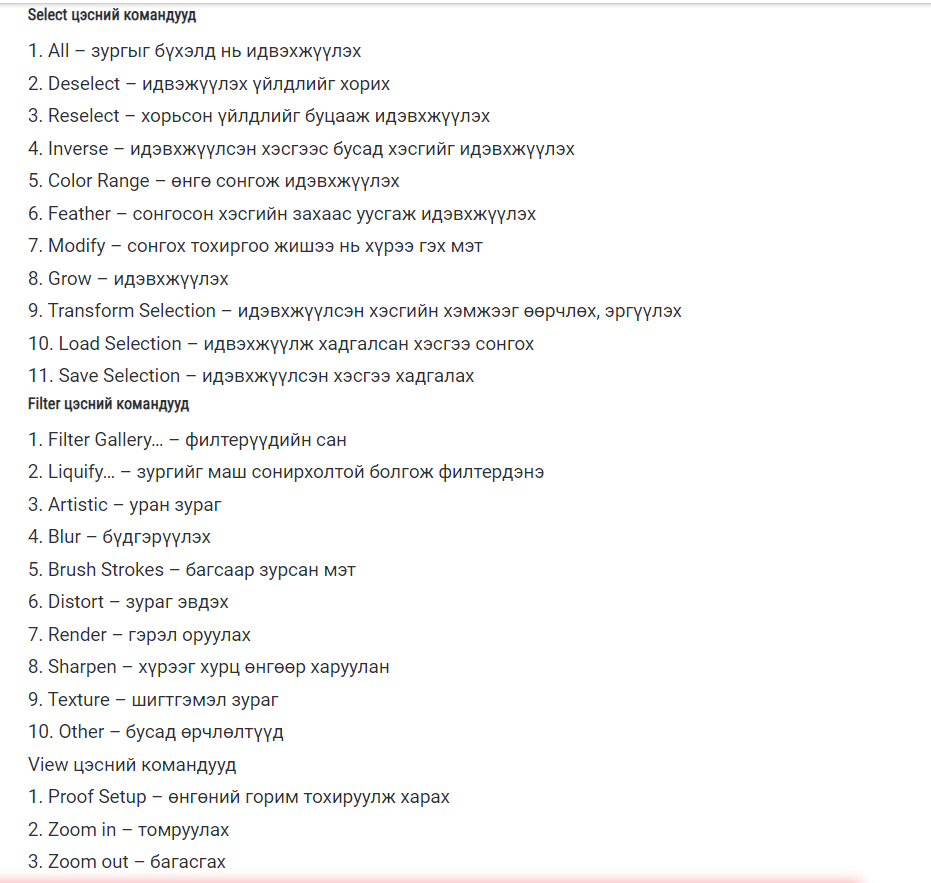 Select цэсний командууд
1. All – зургыг бүхэлд нь идвэхжүүлэх
2. Deselect – идвэжүүлэх үйлдлийг хорих
3. Reselect – хорьсон үйлдлийг буцааж идэвхжүүлэх
4. Inverse – идэвхжүүлсэн хэсгээс бусад хэсгийг идэвхжүүлэх
5. Color Range – өнгө сонгож идэвхжүүлэх
6. Feather – сонгосон хэсгийн захаас уусгаж идэвхжүүлэх
7. Modify – сонгох тохиргоо жишээ нь хүрээ гэх мэт
8. Grow – идэвхжүүлэх
9. Transform Selection – идэвхжүүлсэн хэсгийн хэмжээг өөрчлөх, эргүүлэх
10. Load Selection – идвэхжүүлж хадгалсан хэсгээ сонгох
11. Save Selection – идэвхжүүлсэн хэсгээ хадгалах
Filter цэсний командууд
1. Filter Gallery… – филтерүүдийн сан
2. Liquify… – зургийг маш сонирхолтой болгож филтердэнэ
3. Artistic – уран зураг
4. Blur – бүдгэрүүлэх
5. Brush Strokes – багсаар зурсан мэт
6. Distort – зураг эвдэх
7. Render – гэрэл оруулах
8. Sharpen – хүрээг хурц өнгөөр харуулан
9. Texture – шигтгэмэл зураг
10. Other – бусад өрчлөлтүүд
View цэсний командууд
1. Proof Setup – өнгөний горим тохируулж харах
2. Zoom in – томруулах
3. Zoom out – багасгах